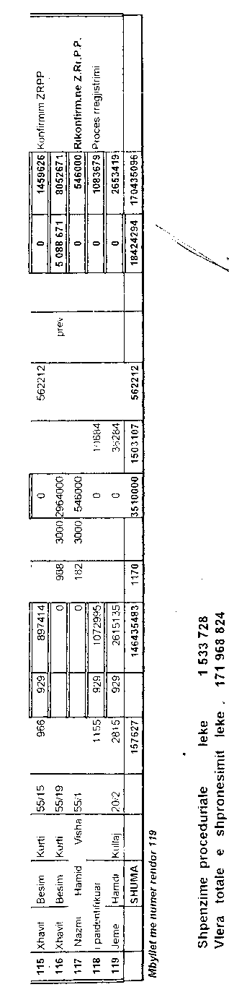 115 Xhavit Besim Kurti 55/15 966 929 897414 0 562212 0 1459626 Konfirmim ZRPP
116 Xhavit Besim Kurti 55/19 988 0 3000 2964000 prev 5 088 671 8052671
117 Nazmi Hamid Visha 55/1 182 0 3000 546000 0 546000 Rikonfirm.ne Z.Rr.P.P.
118 I paidentifikuar 1155 929 1072995 0 10684 0 1083679 Proces rregjistrimi
119 Jeme Hamdi Kullaj 20/2 2815 929 2615135 0 38284 0 2653419
SHUMA 157627 146435483 1170 3510000 1503107 562212 18424294 170435096
Mbyllet me numer rendor 119
Shpenzime proceduriale leke 1 533 728
Vlera totale e shpronesimit leke . 171 968 824